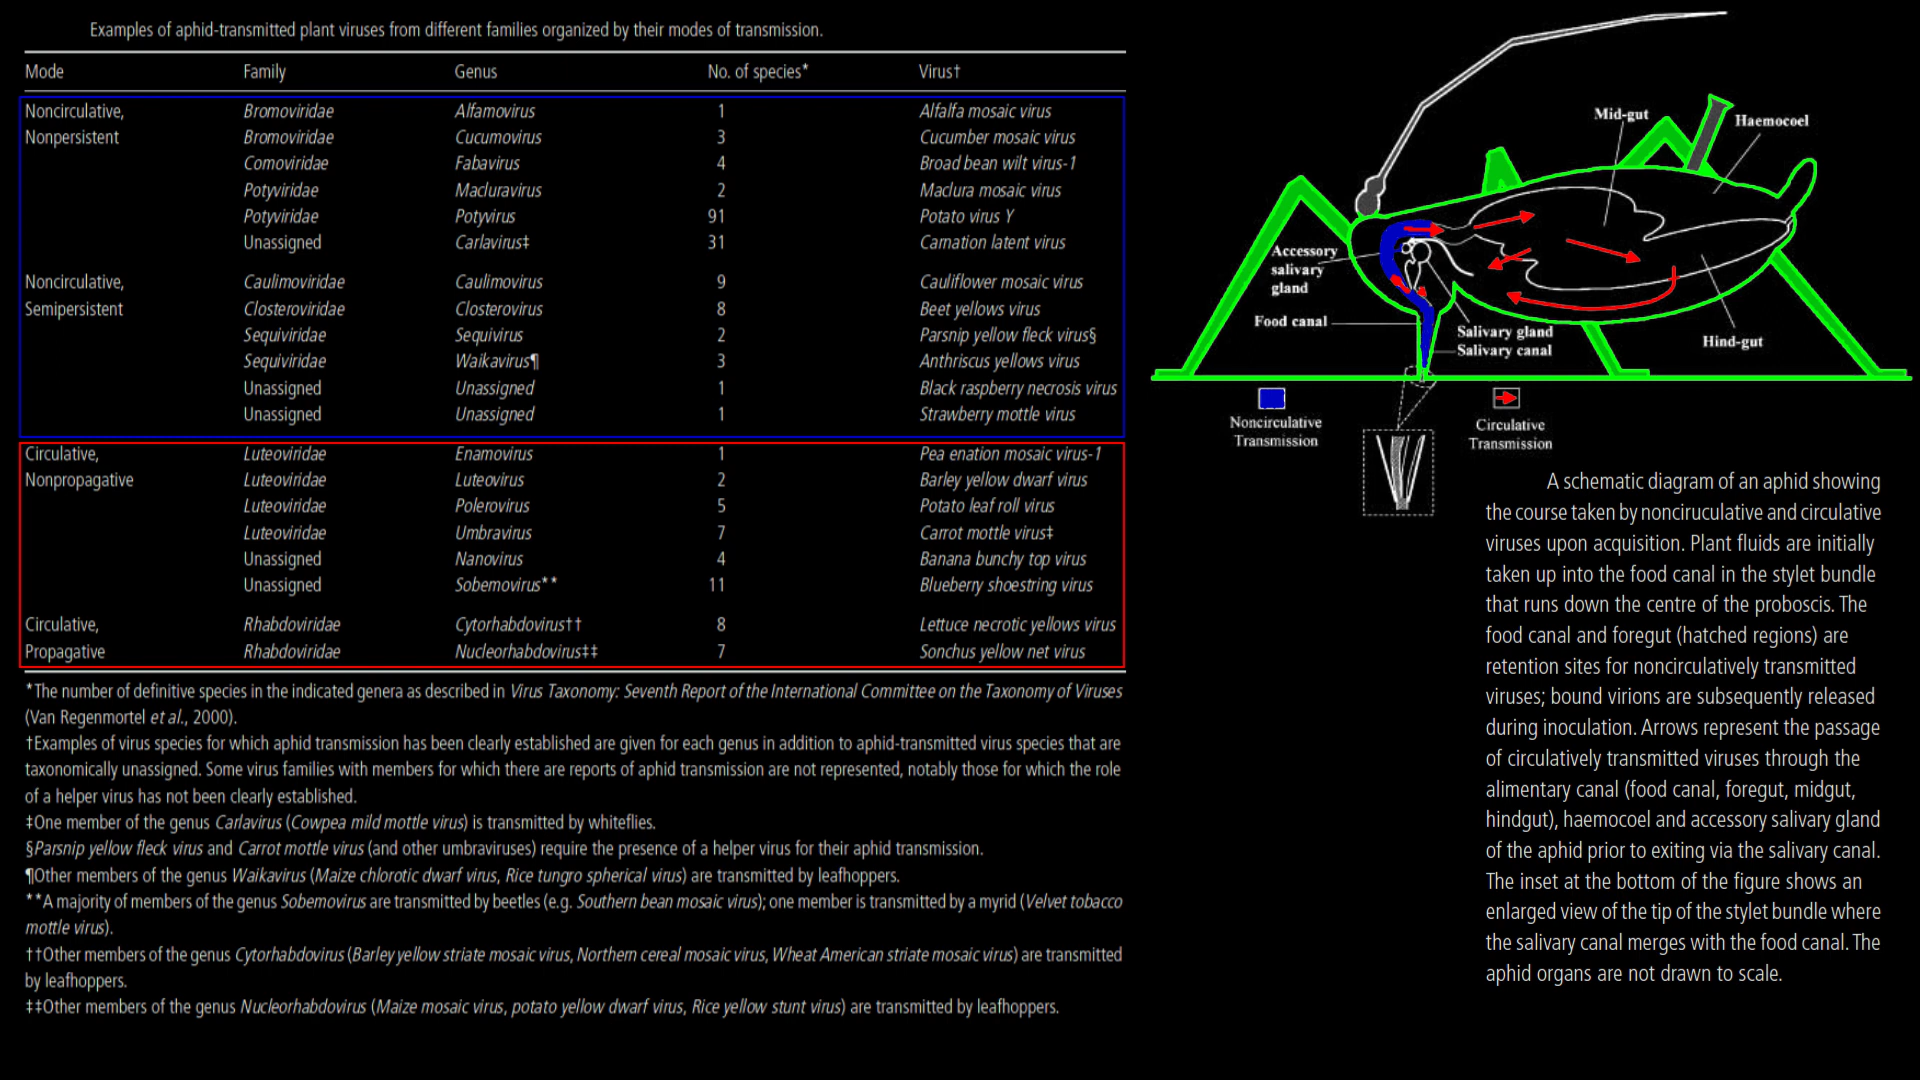 Examples of aphid-transmitted plant viruses from different families organized by their modes of transmission.
Mode Family Genus No. of species* Virus†
Noncirculative, Bromoviridae Alfamovirus 1 Alfalfa mosaic virus
Nonpersistent Bromoviridae Cucumovirus 3 Cucumber mosaic virus
Comoviridae Fabavirus 4 Broad bean wilt virus-1
Potyviridae Macluravirus 2 Maclura mosaic virus
Potyviridae Potyvirus 91 Potato virus Y
Unassigned Carlavirus‡ 31 Carnation latent virus
Noncirculative, Caulimoviridae Caulimovirus 9 Cauliflower mosaic virus
Semipersistent Closteroviridae Closterovirus 8 Beet yellows virus
Sequiviridae Sequivirus 2 Parsnip yellow fleck virus§
Sequiviridae Waikavirus¶ 3 Anthriscus yellows virus
Unassigned Unassigned 1 Black raspberry necrosis virus
Unassigned Unassigned 1 Strawberry mottle virus
Circulative, Luteoviridae Enamovirus 1 Pea enation mosaic virus-1
Nonpropagative Luteoviridae Luteovirus 2 Barley yellow dwarf virus
Luteoviridae Polerovirus 5 Potato leaf roll virus
Luteoviridae Umbravirus 7 Carrot mottle virus‡
Unassigned Nanovirus 4 Banana bunchy top virus
Unassigned Sobemovirus** 11 Blueberry shoestring virus
Circulative, Rhabdoviridae Cytorhabdovirus†† 8 Lettuce necrotic yellows virus
Propagative Rhabdoviridae Nucleorhabdovirus‡‡ 7 Sonchus yellow net virus
*The number of definitive species in the indicated genera as described in Virus Taxonomy: Seventh Report of the International Committee on the Taxonomy of Viruses
(Van Regenmortel et al., 2000).
†Examples of virus species for which aphid transmission has been clearly established are given for each genus in addition to aphid-transmitted virus species that are
taxonomically unassigned. Some virus families with members for which there are reports of aphid transmission are not represented, notably those for which the role
of a helper virus has not been clearly established.
‡One member of the genus Carlavirus (Cowpea mild mottle virus) is transmitted by whiteflies.
§Parsnip yellow fleck virus and Carrot mottle virus (and other umbraviruses) require the presence of a helper virus for their aphid transmission.
¶Other members of the genus Waikavirus (Maize chlorotic dwarf virus, Rice tungro spherical virus) are transmitted by leafhoppers.
**A majority of members of the genus Sobemovirus are transmitted by beetles (e.g. Southern bean mosaic virus); one member is transmitted by a myrid (Velvet tobacco
mottle virus).
††Other members of the genus Cytorhabdovirus (Barley yellow striate mosaic virus, Northern cereal mosaic virus, Wheat American striate mosaic virus) are transmitted
by leafhoppers.
‡‡Other members of the genus Nucleorhabdovirus (Maize mosaic virus, potato yellow dwarf virus, Rice yellow stunt virus) are transmitted by leafhoppers.
Mid-gut
Haemocoel
Accessory
salivary
gland
Food canal
Salivary gland
Salivary canal
Hind-gut
Noncirculative
Transmission
Circulative
Transmission
A schematic diagram of an aphid showing
the course taken by nonciruculative and circulative
viruses upon acquisition. Plant fluids are initially
taken up into the food canal in the stylet bundle
that runs down the centre of the proboscis. The
food canal and foregut (hatched regions) are
retention sites for noncirculatively transmitted
viruses; bound virions are subsequently released
during inoculation. Arrows represent the passage
of circulatively transmitted viruses through the
alimentary canal (food canal, foregut, midgut,
hindgut), haemocoel and accessory salivary gland
of the aphid prior to exiting via the salivary canal.
The inset at the bottom of the figure shows an
enlarged view of the tip of the stylet bundle where
the salivary canal merges with the food canal. The
aphid organs are not drawn to scale.